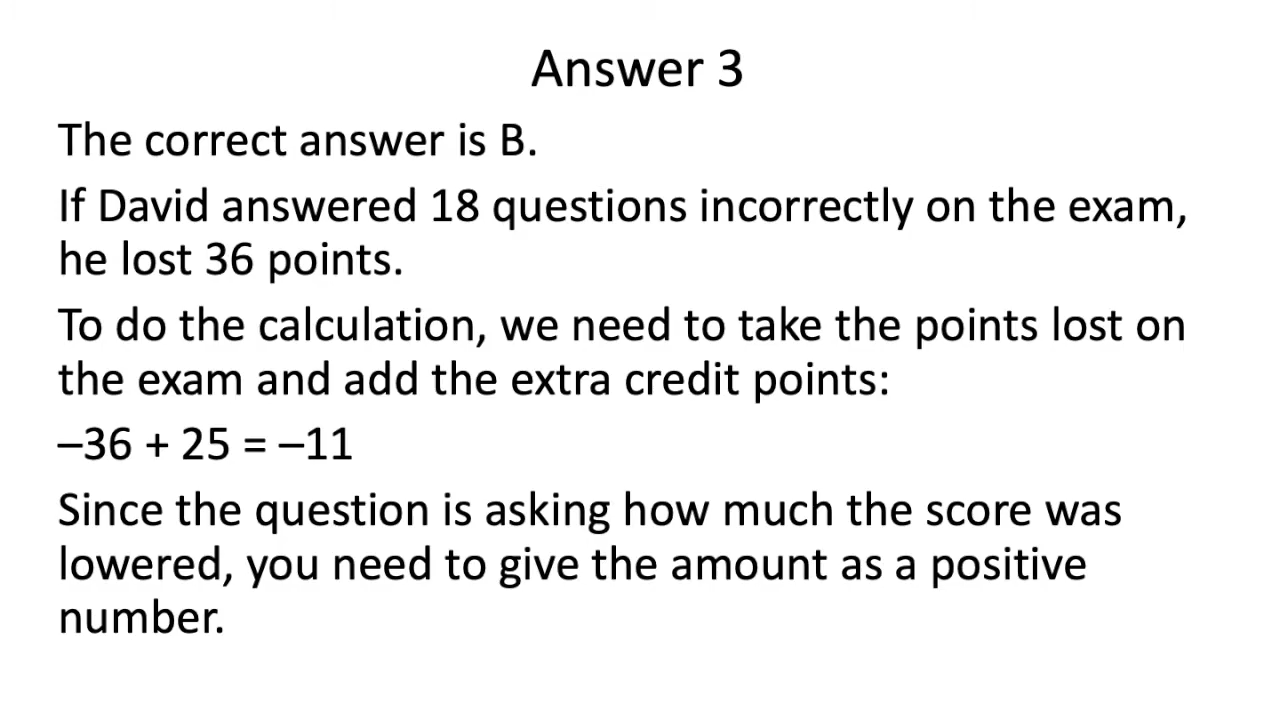 Answer 3
The correct answer is B.
If David answered 18 questions incorrectly on the exam,
he lost 36 points.
To do the calculation, we need to take the points lost on
the exam and add the extra credit points:
–36 + 25 = –11
Since the question is asking how much the score was
lowered, you need to give the amount as a positive
number.